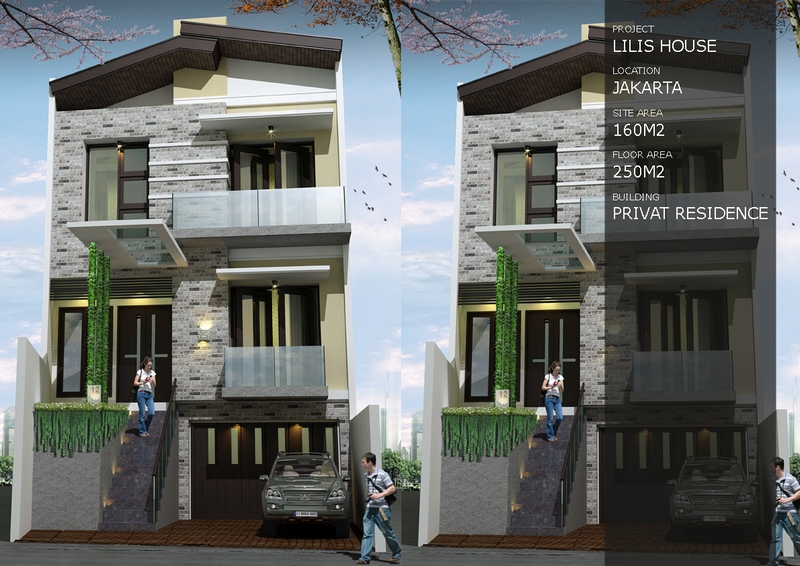 PROJECT
LILIS HOUSE
LOCATION
JAKARTA
SITE AREA
160M2
FLOOR AREA
250M2
BUILDING
PRIVAT RESIDENCE